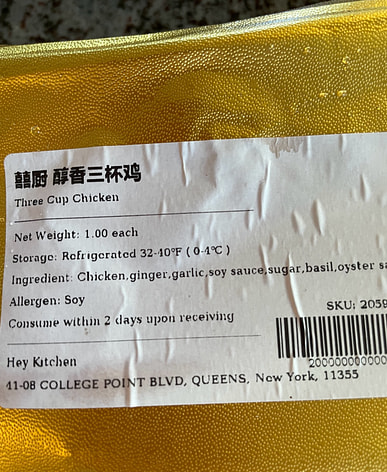 囍厨 醇香三杯鸡
Three Cup Chicken
Net Weight: 1.00 each
Storage: Refrigerated 32-40°F ( 0-4°C )
Ingredient: Chicken,ginger,garlic,soy sauce,sugar,basil,oyster
Allergen: Soy
SKU: 2059
Consume within 2 days upon receiving
Hey Kitchen
41-08 COLLEGE POINT BLVD, QUEENS, New York, 11355